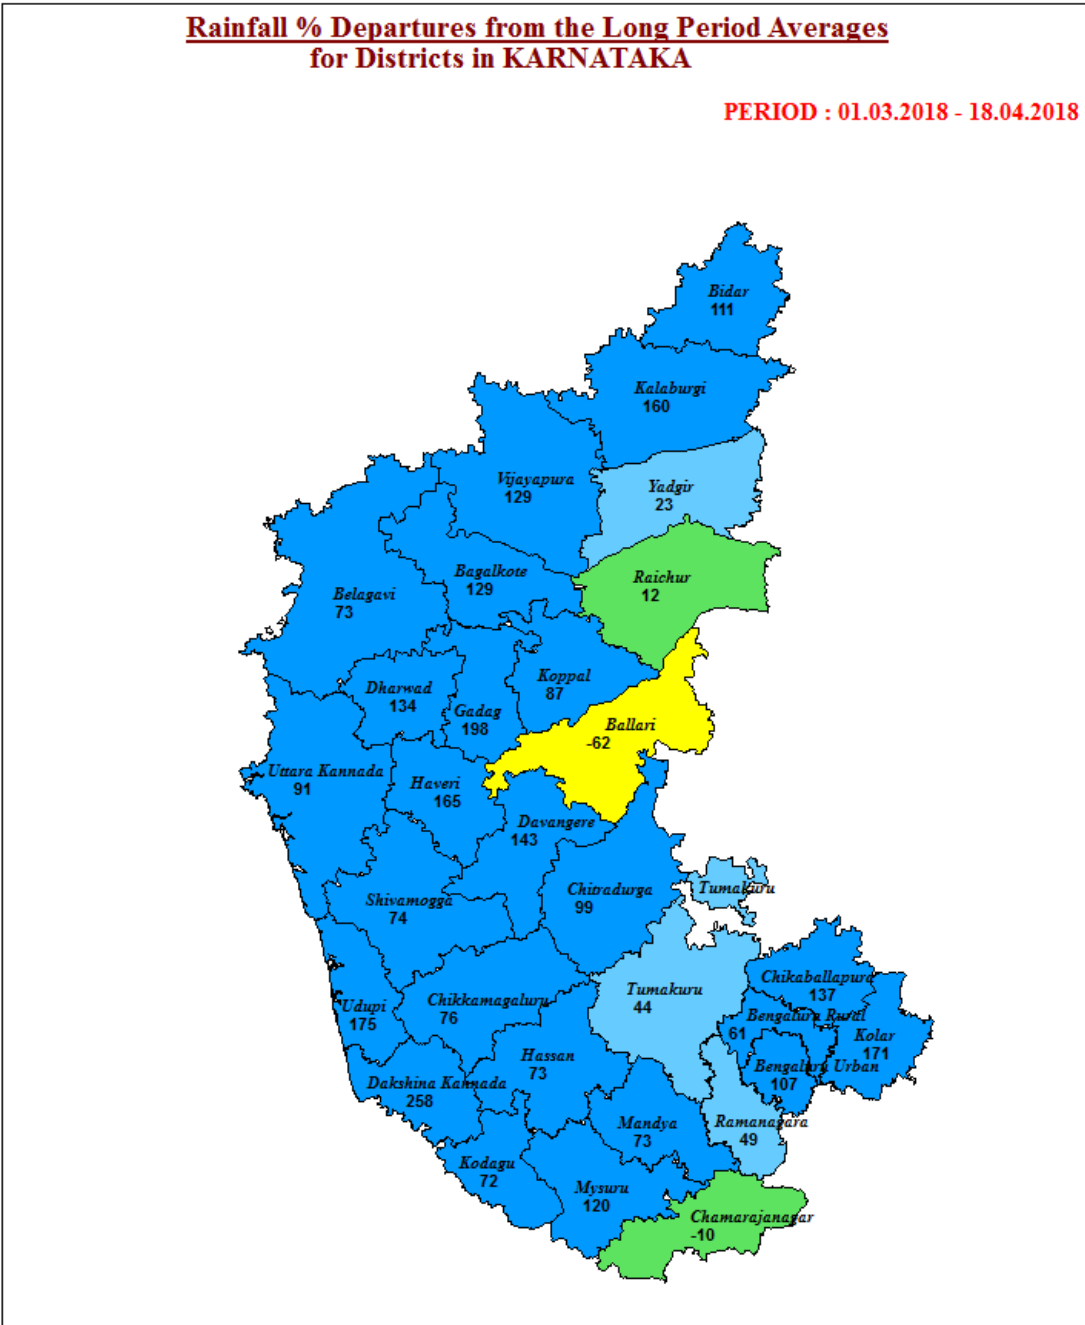 Rainfall % Departures from the Long Period Averages
for Districts in KARNATAKA
PERIOD : 01.03.2018 - 18.04.2018
Bidar
111
Kalaburgi
160
Vijayapura
129
Yadgir
23
Bagalkote
129
Raichur
12
Belagavi
73
Koppal
87
Dharwad
134
Gadag
198
Ballari
-62
Uttara Kannada
91
Haveri
165
Davangere
143
Chitradurga
99
Tumakuru
Shivamogga
74
Chikaballapura
137
Tumakuru
44
Chikkamagaluru
76
Udupi
175
Bengaluru Rural
61
Kolar
171
Hassan
73
Bengaluru Urban
107
Dakshina Kannada
258
Mandya
73
Ramanagara
49
Kodagu
72
Mysuru
120
Chamarajanagar
-10